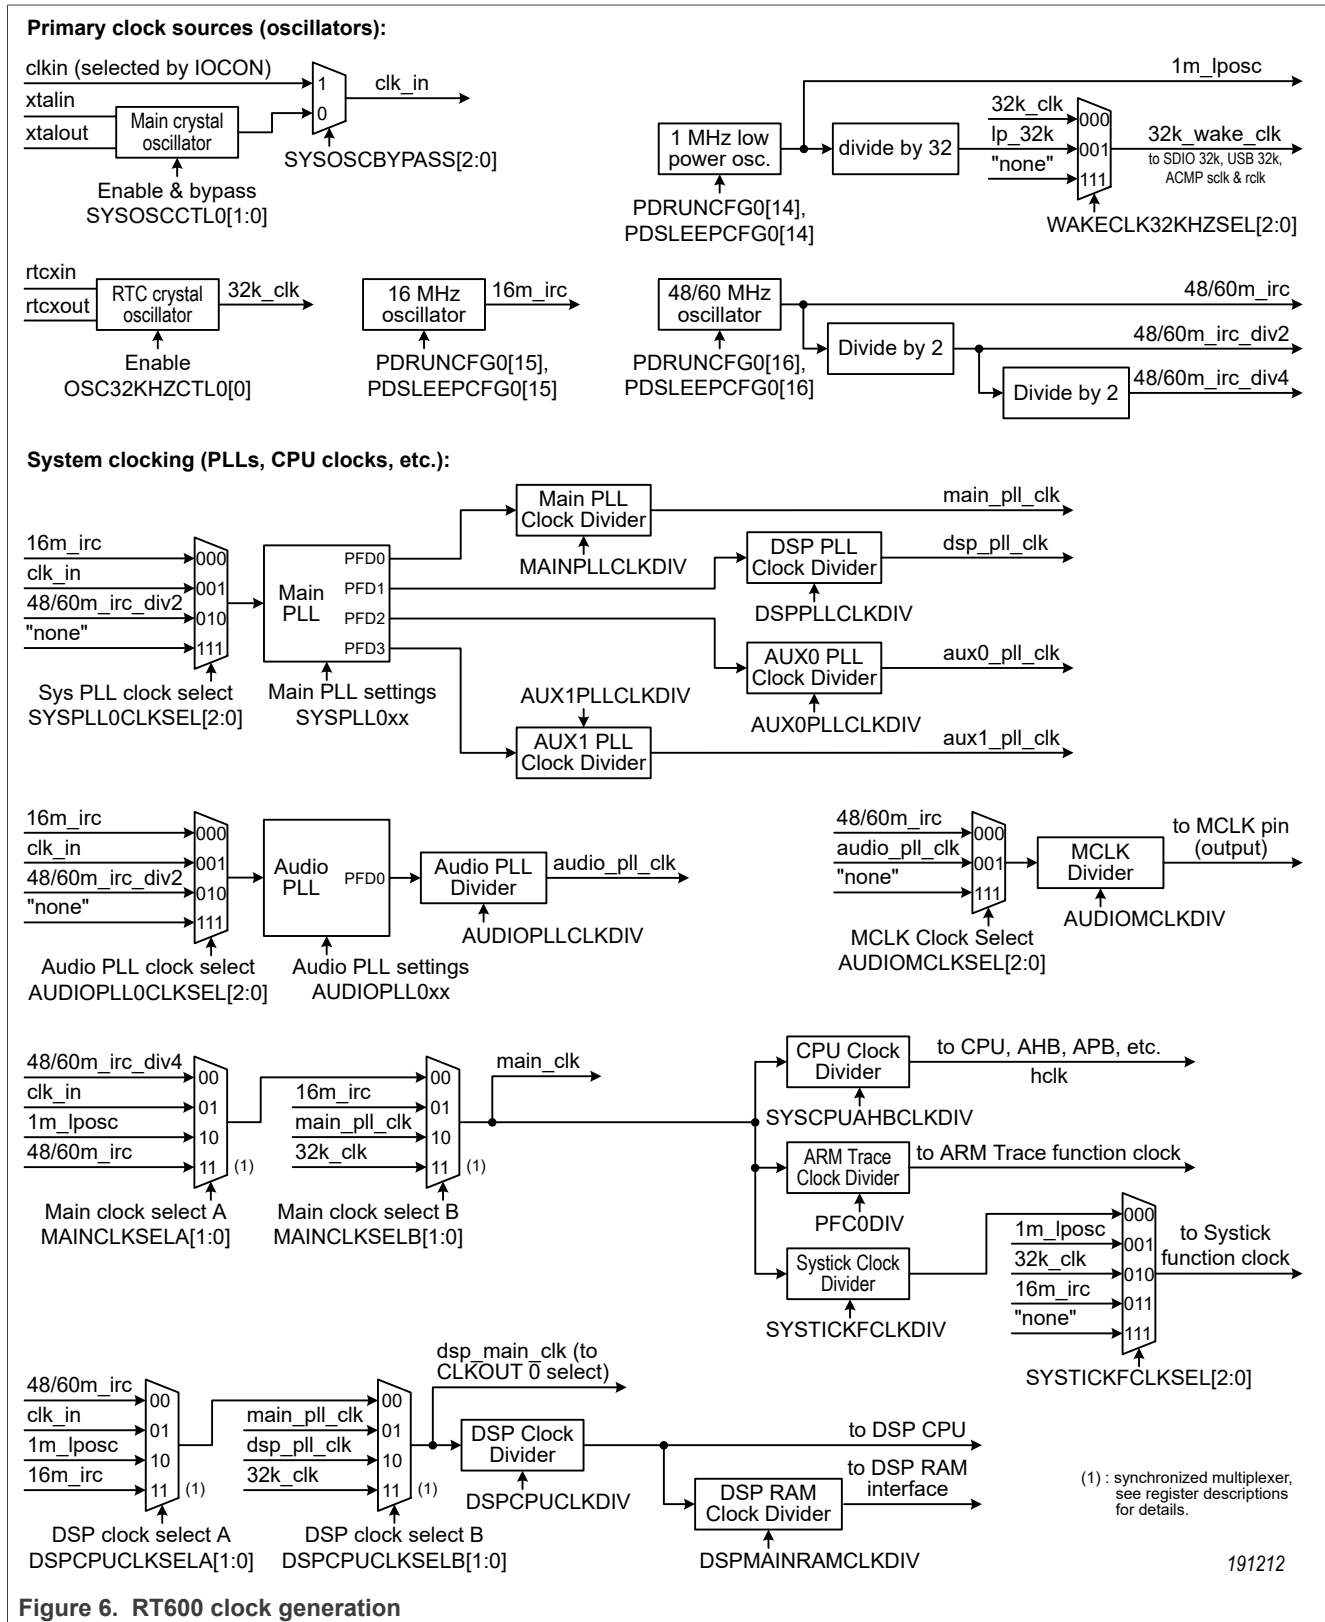 Primary clock sources (oscillators):
clkin (selected by IOCON)
xtalin
xtalout
Main crystal
oscillator
1
0
clk_in
SYSOSCBYPASS[2:0]
Enable & bypass
SYSOSCCTL0[1:0]
1m_lposc
1 MHz low
power osc.
divide by 32
32k_clk
lp_32k
"none"
000
001
111
32k_wake_clk
to SDIO 32k, USB 32k,
ACMP sclk & rclk
PDRUNCFG0[14],
PDSLEEPCFG0[14]
WAKECLK32KHZSEL[2:0]
rtcxin
rtcxout
RTC crystal
oscillator
32k_clk
Enable
OSC32KHZCTL0[0]
16 MHz
oscillator
16m_irc
PDRUNCFG0[15],
PDSLEEPCFG0[15]
48/60 MHz
oscillator
48/60m_irc
PDRUNCFG0[16],
PDSLEEPCFG0[16]
Divide by 2
48/60m_irc_div2
Divide by 2
48/60m_irc_div4
System clocking (PLLs, CPU clocks, etc.):
16m_irc
clk_in
48/60m_irc_div2
"none"
000
001
010
111
Sys PLL clock select
SYSPLL0CLKSEL[2:0]
Main
PLL
PFD0
PFD1
PFD2
PFD3
Main PLL settings
SYSPLL0xx
Main PLL
Clock Divider
MAINPLLCLKDIV
main_pll_clk
DSP PLL
Clock Divider
DSPPLLCLKDIV
dsp_pll_clk
AUX0 PLL
Clock Divider
AUX0PLLCLKDIV
aux0_pll_clk
AUX1PLLCLKDIV
AUX1 PLL
Clock Divider
aux1_pll_clk
16m_irc
clk_in
48/60m_irc_div2
"none"
000
001
010
111
Audio PLL clock select
AUDIOPLL0CLKSEL[2:0]
Audio
PLL
PFD0
Audio PLL settings
AUDIOPLL0xx
Audio PLL
Divider
AUDIOPLLCLKDIV
audio_pll_clk
48/60m_irc
audio_pll_clk
"none"
000
001
111
MCLK Clock Select
AUDIOMCLKSEL[2:0]
MCLK
Divider
AUDIOMCLKDIV
to MCLK pin
(output)
48/60m_irc_div4
clk_in
1m_lposc
48/60m_irc
00
01
10
11
(1)
Main clock select A
MAINCLKSELA[1:0]
16m_irc
main_pll_clk
32k_clk
00
01
10
11
(1)
Main clock select B
MAINCLKSELB[1:0]
main_clk
CPU Clock
Divider
SYSCPUAHBCLKDIV
to CPU, AHB, APB, etc.
hclk
ARM Trace
Clock Divider
PFC0DIV
to ARM Trace function clock
Systick Clock
Divider
SYSTICKFCLKDIV
1m_lposc
32k_clk
16m_irc
"none"
000
001
010
011
111
to Systick
function clock
SYSTICKFCLKSEL[2:0]
48/60m_irc
clk_in
1m_lposc
16m_irc
00
01
10
11
(1)
DSP clock select A
DSPCPUCLKSELA[1:0]
main_pll_clk
dsp_pll_clk
32k_clk
00
01
10
11
(1)
DSP clock select B
DSPCPUCLKSELB[1:0]
dsp_main_clk (to
CLKOUT 0 select)
DSP Clock
Divider
DSPCPUCLKDIV
to DSP CPU
DSP RAM
Clock Divider
DSPMAINRAMCLKDIV
to DSP RAM
interface
(1) : synchronized multiplexer,
see register descriptions
for details.
191212
Figure 6. RT600 clock generation